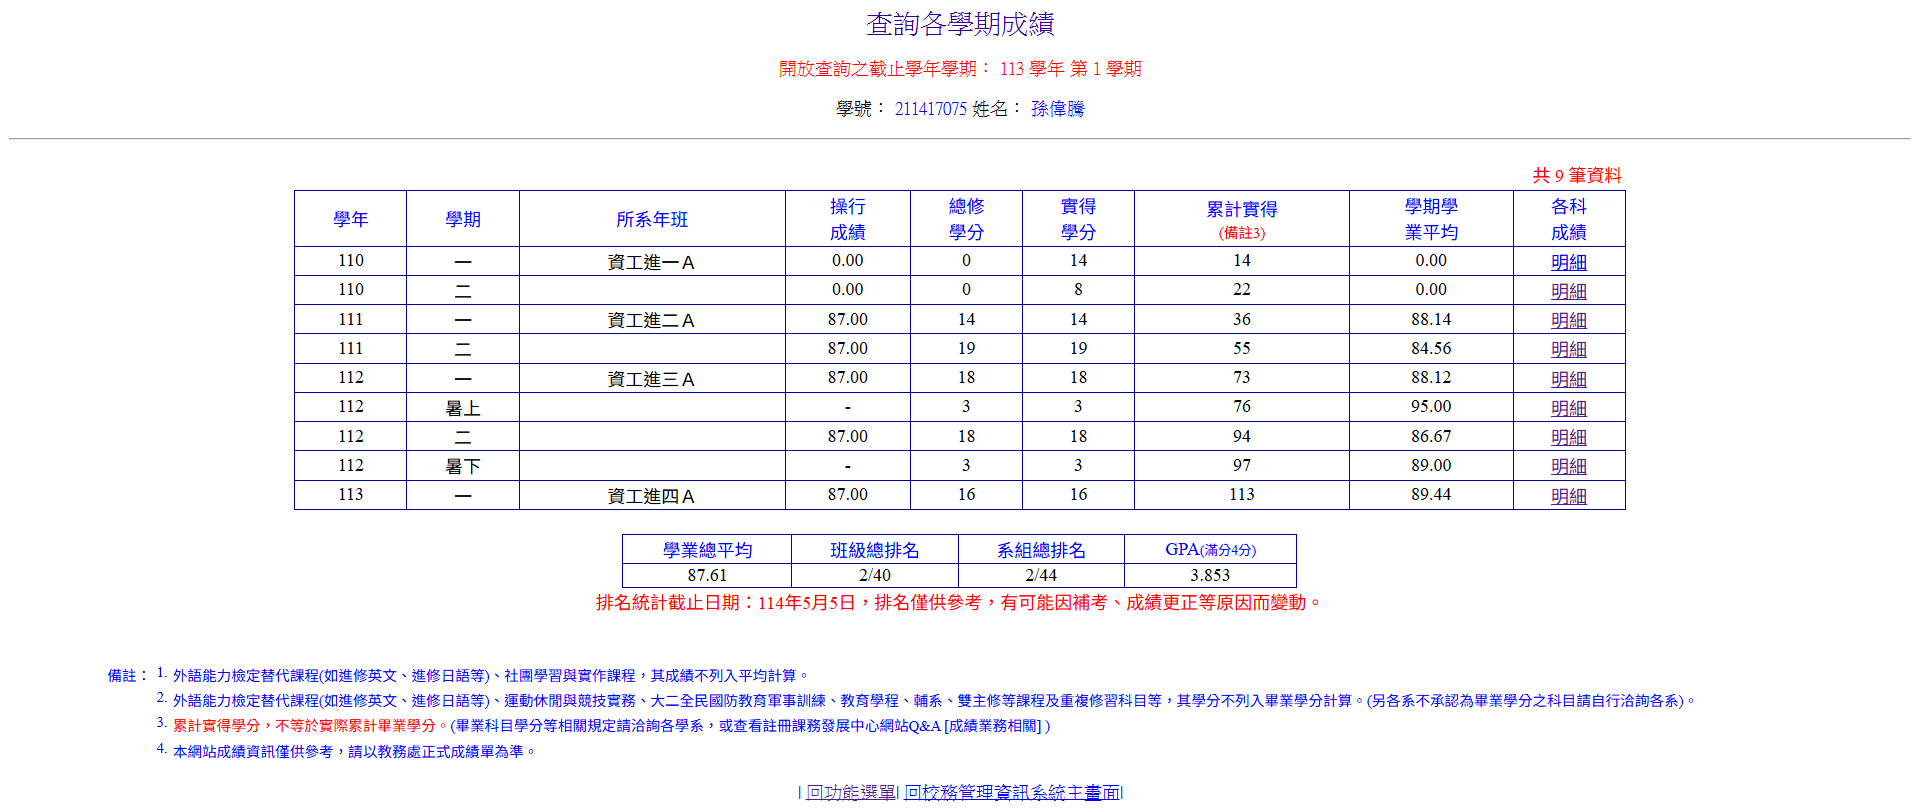 查詢各學期成績
開放查詢之截止學年學期： 113 學年 第 1 學期
學號： 211417075 姓名： 孫偉騰
共 9 筆資料
學年 學期 所系年班 操行成績 總修學分 實得學分 累計實得(備註3) 學期學業平均 各科成績
110 一 資工進一Ａ 0.00 0 14 14 0.00 明細
110 二 0.00 0 8 22 0.00 明細
111 一 資工進二Ａ 87.00 14 14 36 88.14 明細
111 二 87.00 19 19 55 84.56 明細
112 一 資工進三Ａ 87.00 18 18 73 88.12 明細
112 暑上 - 3 3 76 95.00 明細
112 二 87.00 18 18 94 86.67 明細
112 暑下 - 3 3 97 89.00 明細
113 一 資工進四Ａ 87.00 16 16 113 89.44 明細
學業總平均 班級總排名 系組總排名 GPA(滿分4分)
87.61 2/40 2/44 3.853
排名統計截止日期：114年5月5日，排名僅供參考，有可能因補考、成績更正等原因而變動。
備註： 1. 外語能力檢定替代課程(如進修英文、進修日語等)、社團學習與實作課程，其成績不列入平均計算。
2. 外語能力檢定替代課程(如進修英文、進修日語等)、運動休閒與競技實務、大二全民國防教育軍事訓練、教育學程、輔系、雙主修等課程及重複修習科目等，其學分不列入畢業學分計算。(另各系不承認為畢業學分之科目請自行洽詢各系)。
3. 累計實得學分，不等於實際累計畢業學分。(畢業科目學分等相關規定請洽詢各學系，或查看註冊課務發展中心網站Q&A [成績業務相關] )
4. 本網站成績資訊僅供參考，請以教務處正式成績單為準。
| 回功能選單| 回校務管理資訊系統主畫面|